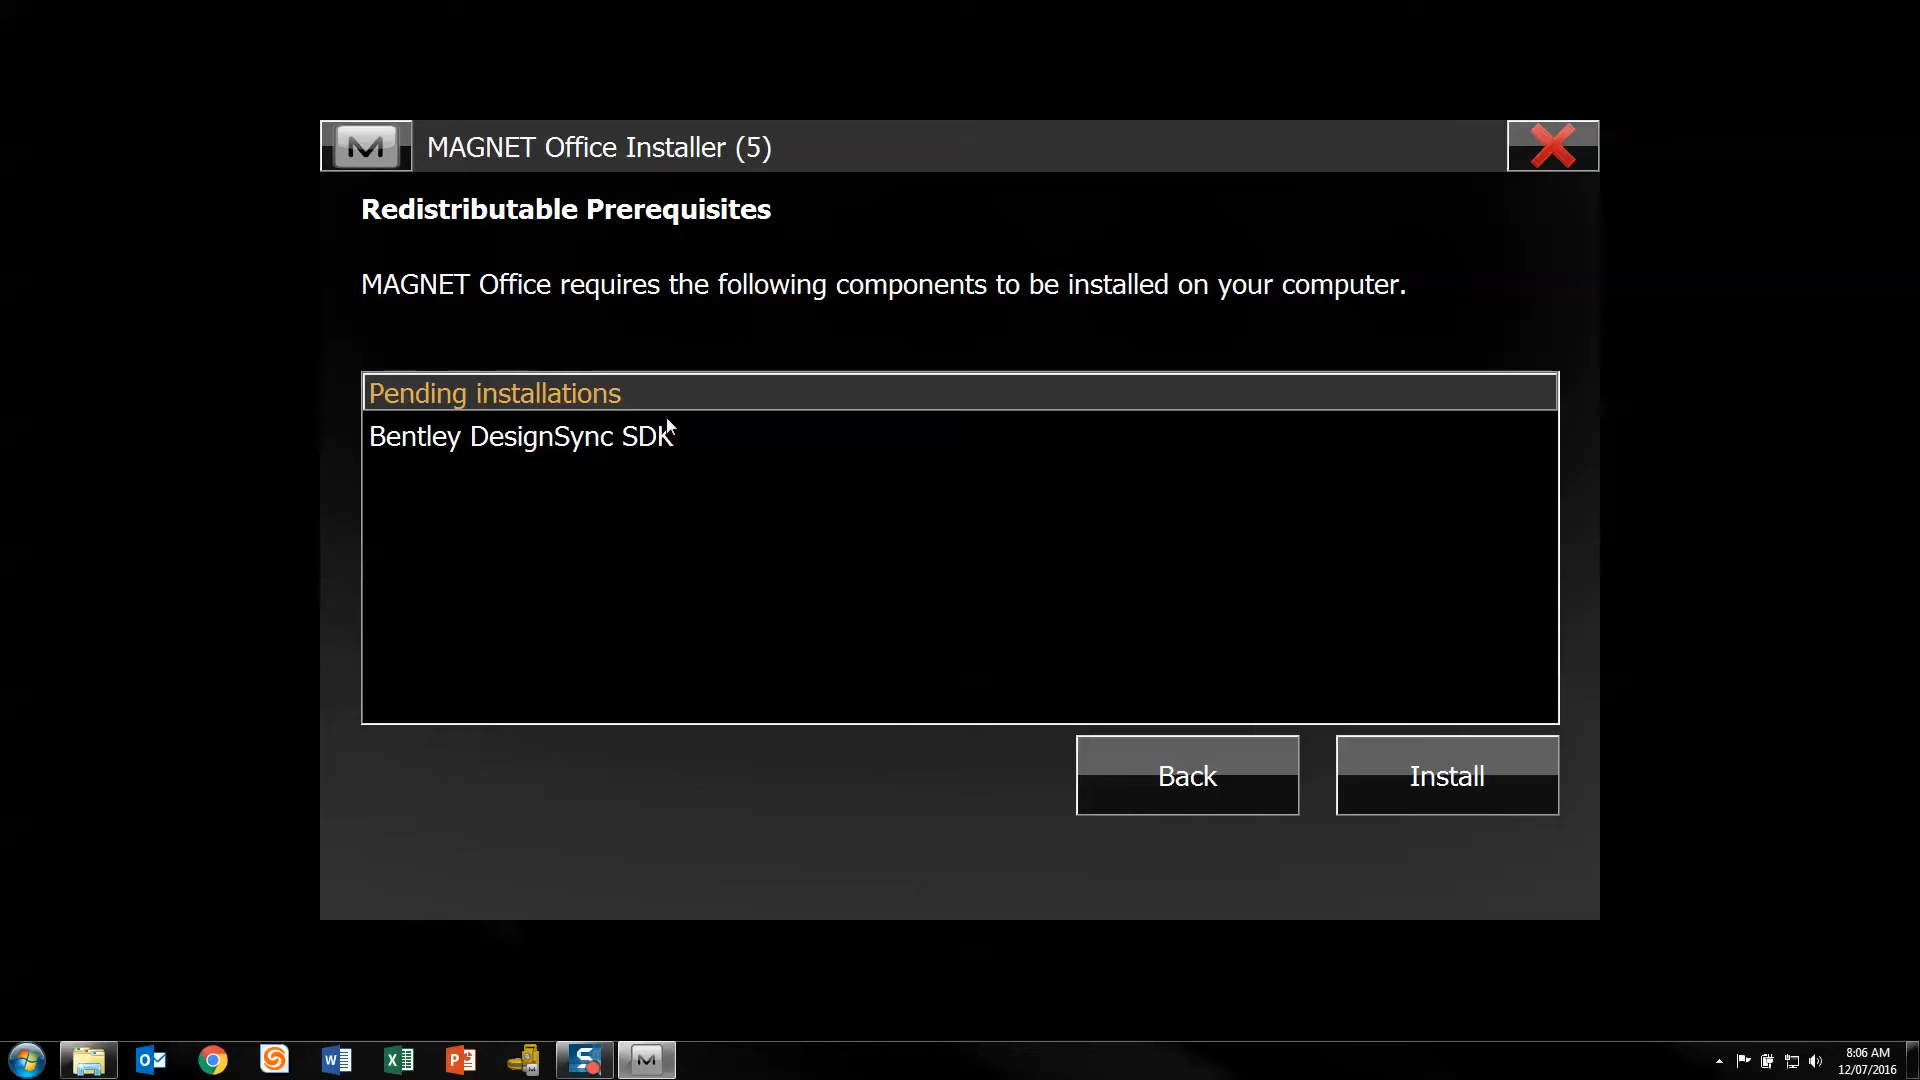 MAGNET Office Installer (5)
Redistributable Prerequisites
MAGNET Office requires the following components to be installed on your computer.
Pending installations
Bentley DesignSync SDK
Back
Install
8:06 AM
12/07/2016